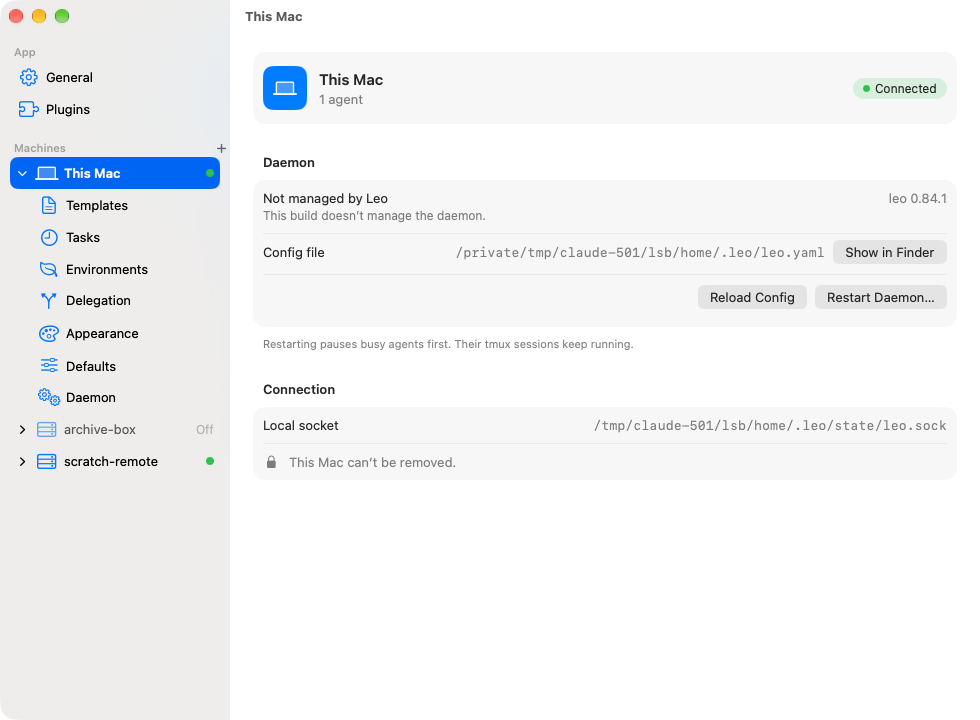 This Mac
App
General
Plugins
Machines
This Mac
Templates
Tasks
Environments
Delegation
Appearance
Defaults
Daemon
archive-box Off
scratch-remote
This Mac
1 agent
Connected
Daemon
Not managed by Leo leo 0.84.1
This build doesn’t manage the daemon.
Config file /private/tmp/claude-501/lsb/home/.leo/leo.yaml Show in Finder
Reload Config Restart Daemon…
Restarting pauses busy agents first. Their tmux sessions keep running.
Connection
Local socket /tmp/claude-501/lsb/home/.leo/state/leo.sock
This Mac can’t be removed.